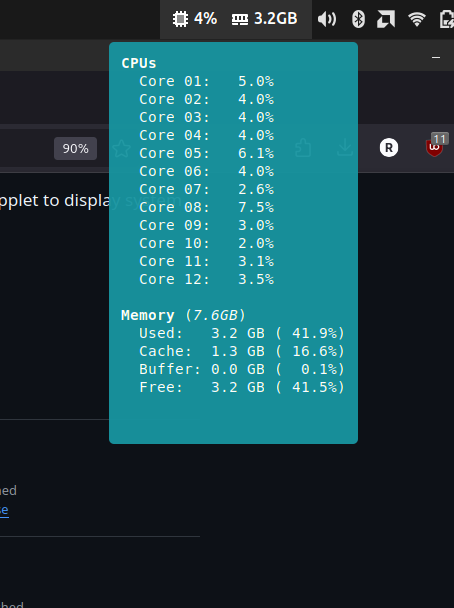 4% 3.2GB
CPUs
Core 01: 5.0%
Core 02: 4.0%
Core 03: 4.0%
Core 04: 4.0%
Core 05: 6.1%
Core 06: 4.0%
Core 07: 2.6%
Core 08: 7.5%
Core 09: 3.0%
Core 10: 2.0%
Core 11: 3.1%
Core 12: 3.5%
Memory (7.6GB)
Used: 3.2 GB ( 41.9%)
Cache: 1.3 GB ( 16.6%)
Buffer: 0.0 GB ( 0.1%)
Free: 3.2 GB ( 41.5%)
90%
R
11
pplet to display system